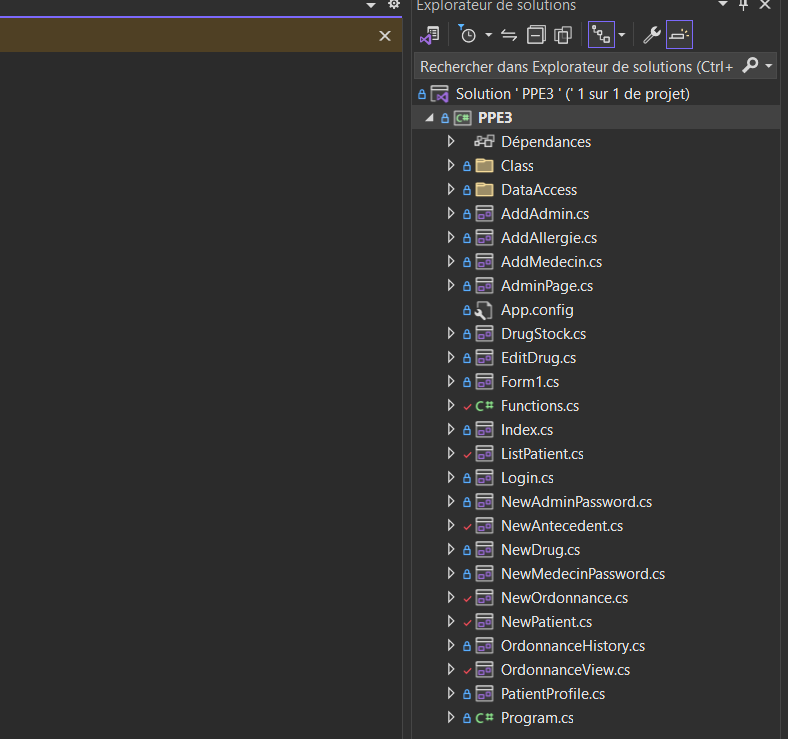 Explorateur de solutions
Rechercher dans Explorateur de solutions (Ctrl+
Solution ' PPE3 ' (' 1 sur 1 de projet)
C# PPE3
Dépendances
Class
DataAccess
AddAdmin.cs
AddAllergie.cs
AddMedecin.cs
AdminPage.cs
App.config
DrugStock.cs
EditDrug.cs
Form1.cs
C# Functions.cs
Index.cs
ListPatient.cs
Login.cs
NewAdminPassword.cs
NewAntecedent.cs
NewDrug.cs
NewMedecinPassword.cs
NewOrdonnance.cs
NewPatient.cs
OrdonnanceHistory.cs
OrdonnanceView.cs
PatientProfile.cs
C# Program.cs